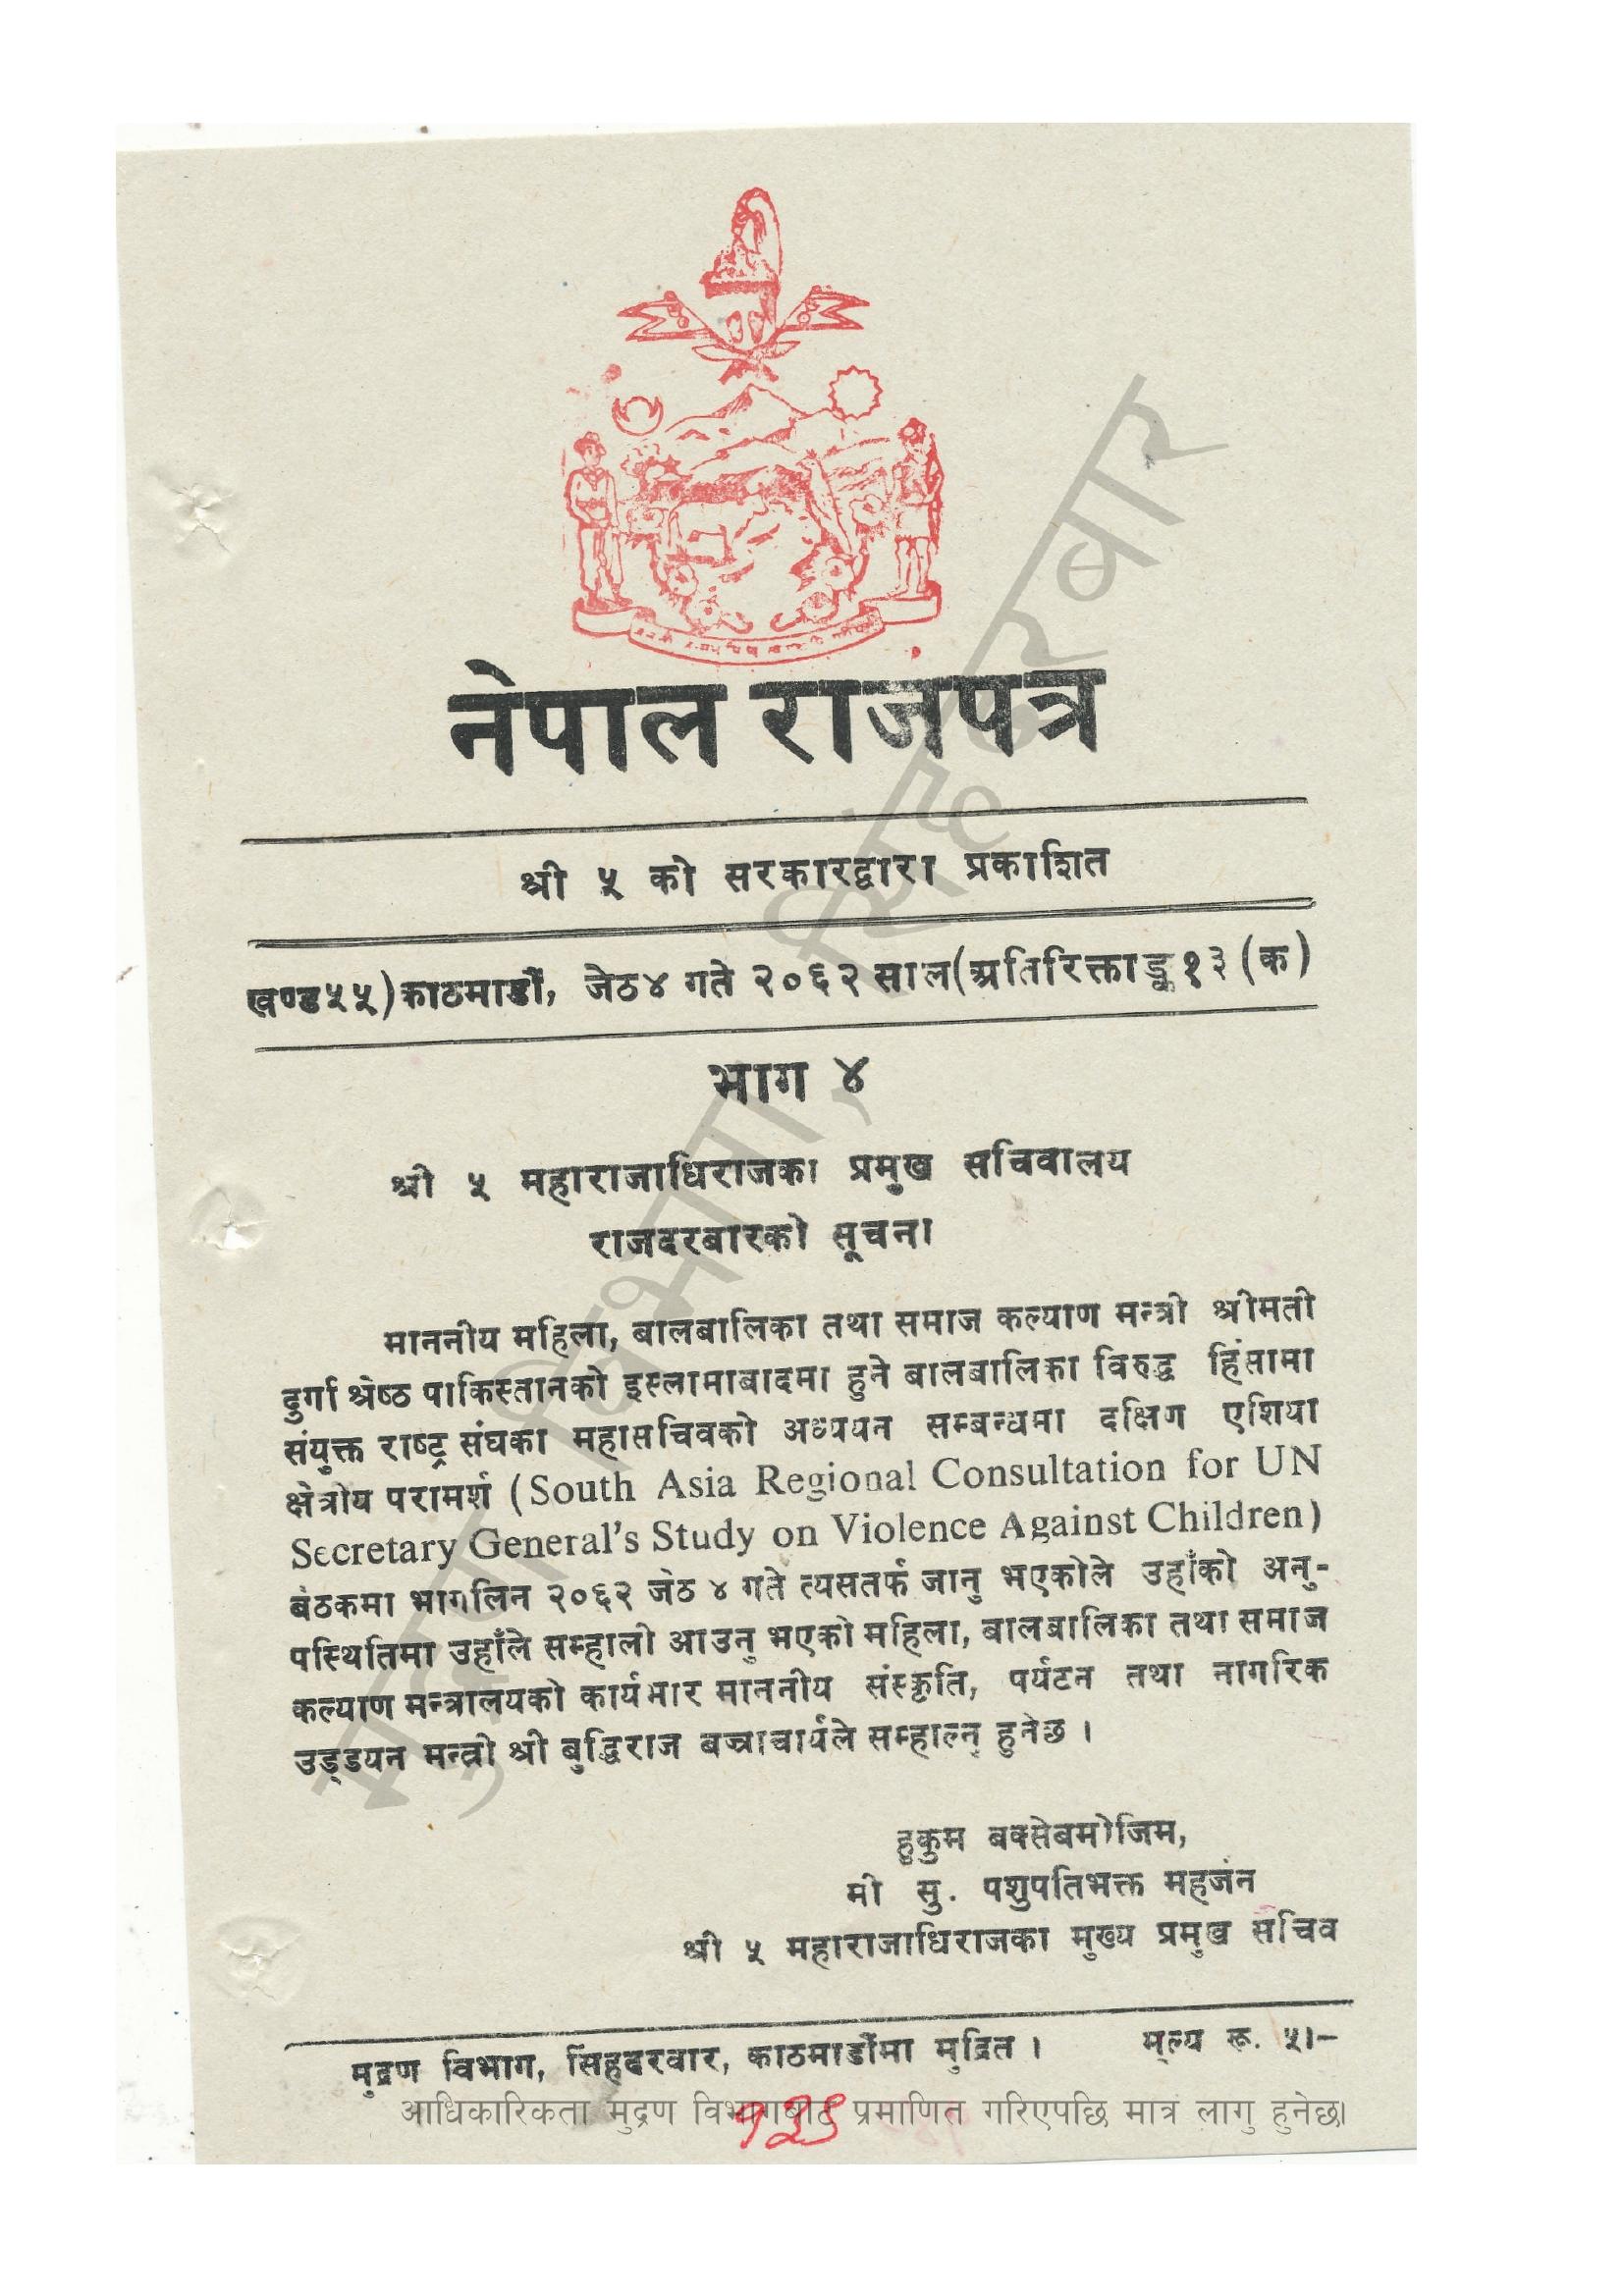 नेपाल राजपत्र
श्री ५ को सरकारद्वारा प्रकाशित
खण्ड५५)काठमाडौं, जेठ४ गते २०६२ साल(अतिरिक्ताङ्क१३(क)
भाग ४
श्री ५ महाराजाधिराजका प्रमुख सचिवालय
राजदरबारको सूचना
माननीय महिला, बालबालिका तथा समाज कल्याण मन्त्री श्रीमती
दुर्गा श्रेष्ठ पाकिस्तानको इस्लामाबादमा हुने बालबालिका विरुद्ध हिंसामा
संयुक्त राष्ट्र संघका महासचिवको अध्ययन सम्बन्धमा दक्षिण एशिया
क्षेत्रीय परामर्श (South Asia Regional Consultation for UN
Secretary General's Study on Violence Against Children)
बैठकमा भागलिन २०६२ जेठ ४ गते त्यसतर्फ जानु भएकोले उहाँको अनु-
पस्थितिमा उहाँले सम्हाली आउनु भएको महिला, बालबालिका तथा समाज
कल्याण मन्त्रालयको कार्यभार माननीय संस्कृति, पर्यटन तथा नागरिक
उड्डयन मन्त्री श्री बुद्धिराज बज्राचार्यले सम्हाल्नु हुनेछ ।
हुकुम बक्सेबमोजिम,
मी सु. पशुपतिभक्त महर्जन
श्री ५ महाराजाधिराजका मुख्य प्रमुख सचिव
मुद्रण विभाग, सिंहदरवार, काठमाडौंमा मुद्रित । मूल्य रू. ५।–
आधिकारिकता मुद्रण विभागबाट प्रमाणित गरिएपछि मात्र लागु हुनेछ।
मुद्रण विभाग, सिंहदरबार